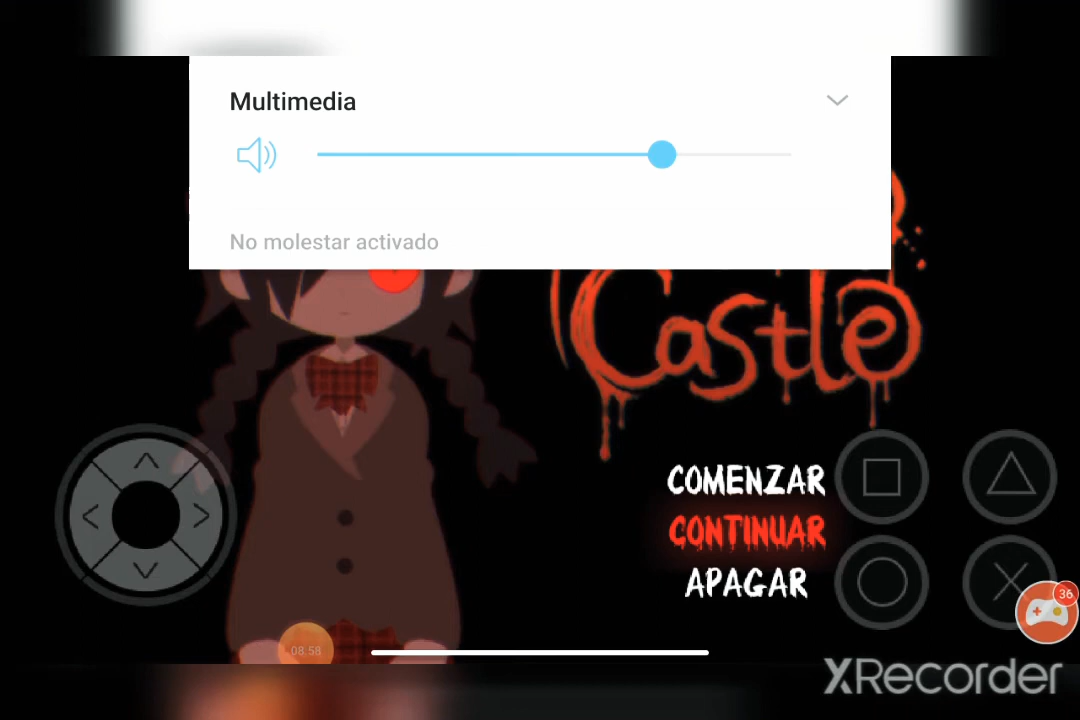 Multimedia
No molestar activado
Castle
COMENZAR
CONTINUAR
APAGAR
36
08:58
XRecorder